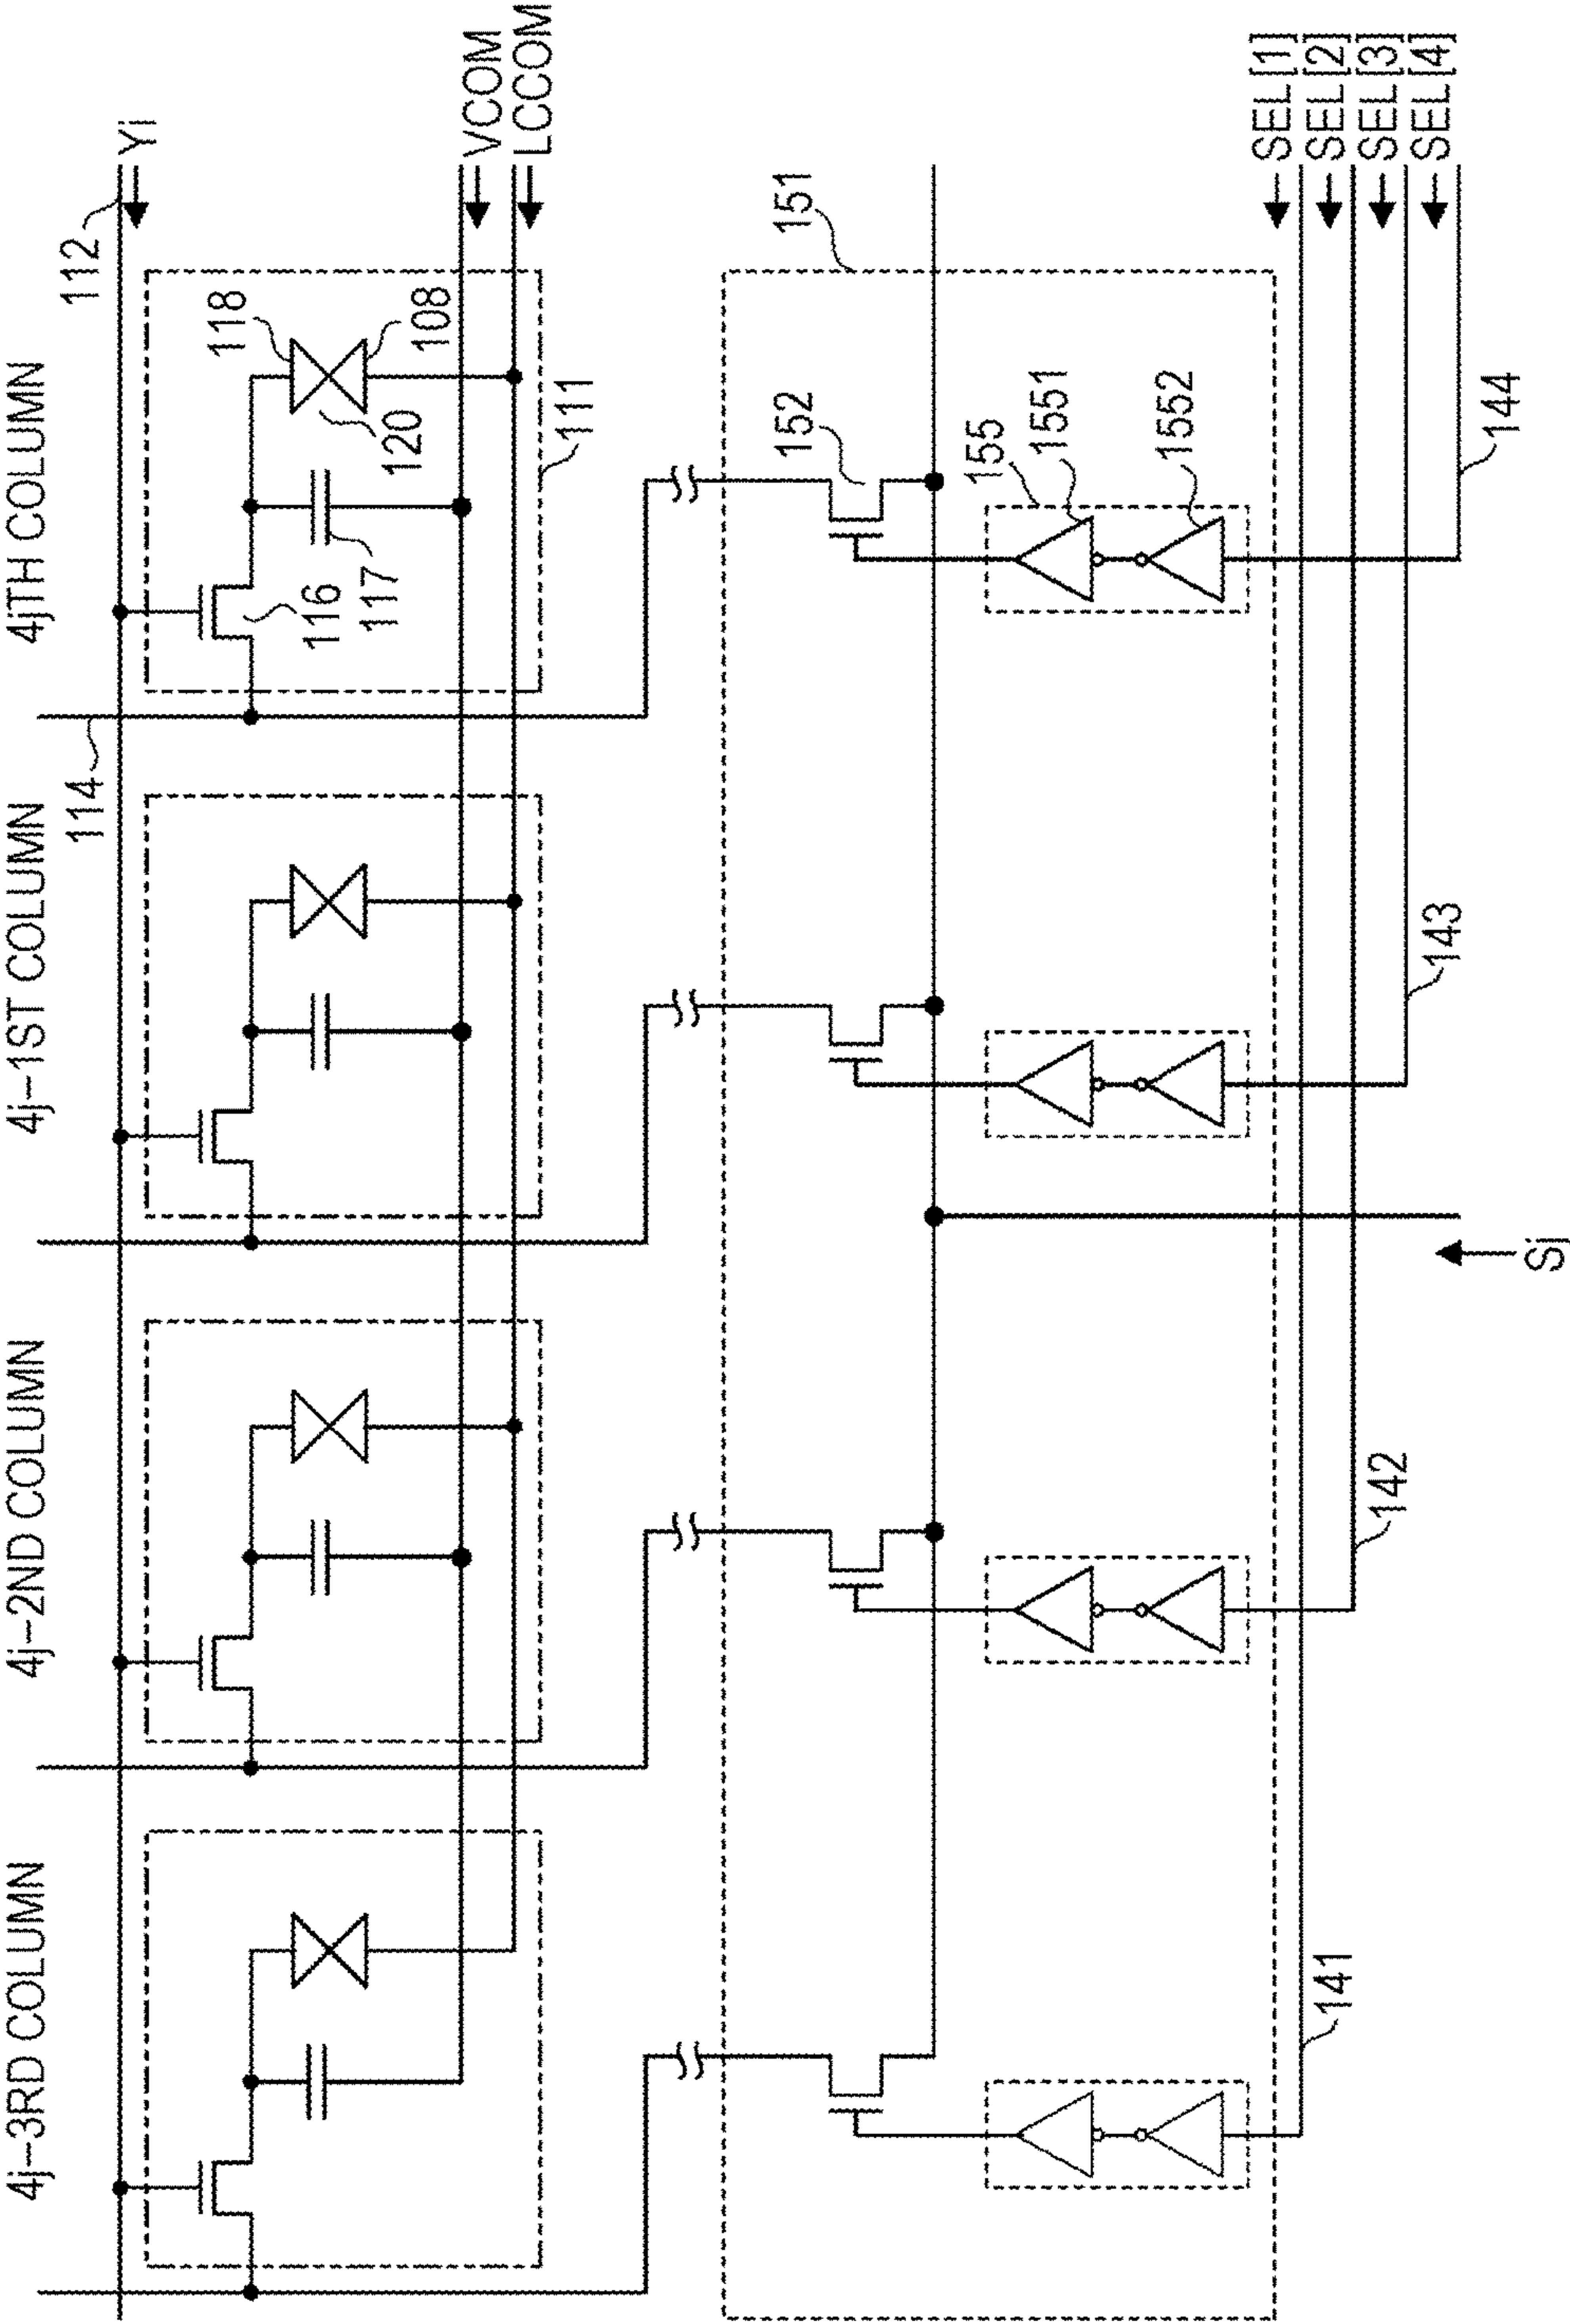 4j–3RD COLUMN
4j–2ND COLUMN
4j–1ST COLUMN
4jTH COLUMN
114
112
Yi
118
108
120
116
117
111
VCOM
LCCOM
151
152
155
1551
1552
SEL[1]
SEL[2]
SEL[3]
SEL[4]
141
142
143
144
Sj